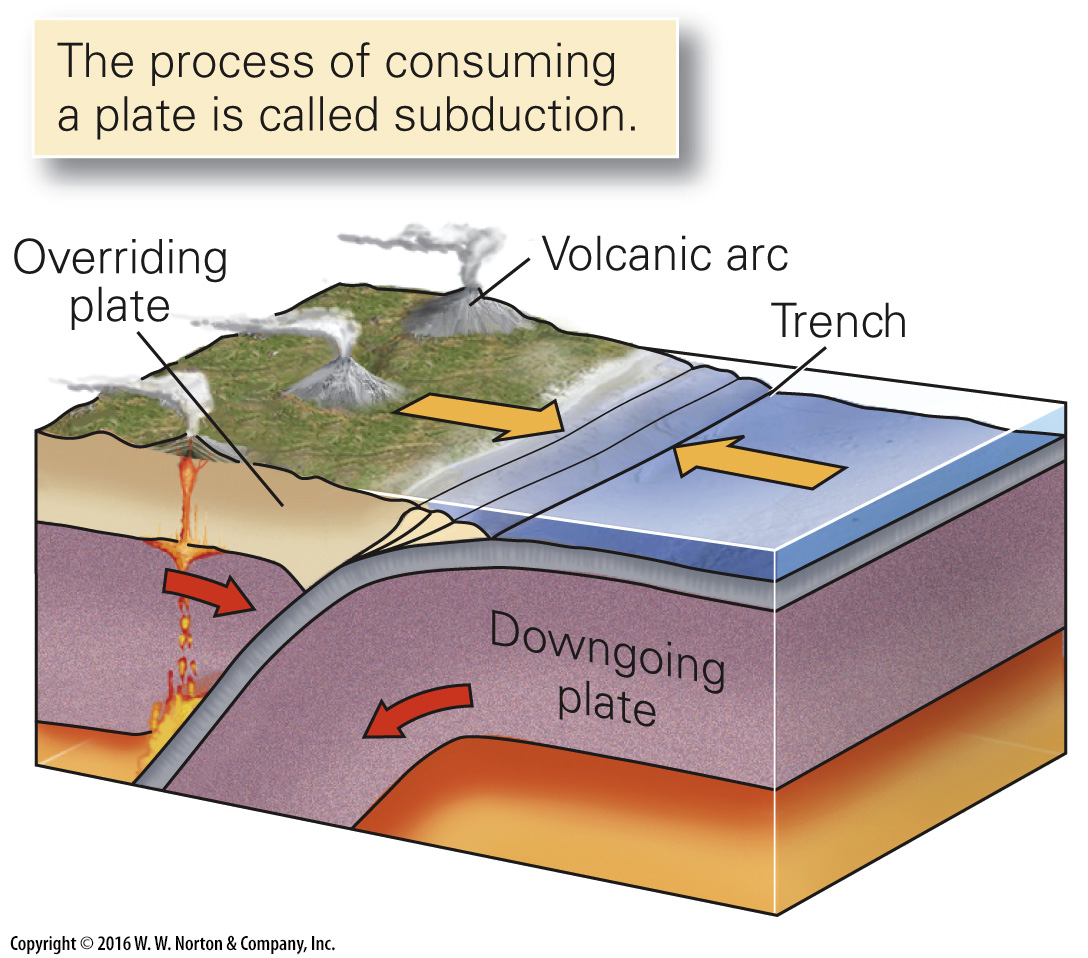 The process of consuming
a plate is called subduction.
Overriding
plate
Volcanic arc
Trench
Downgoing
plate
Copyright © 2016 W. W. Norton & Company, Inc.